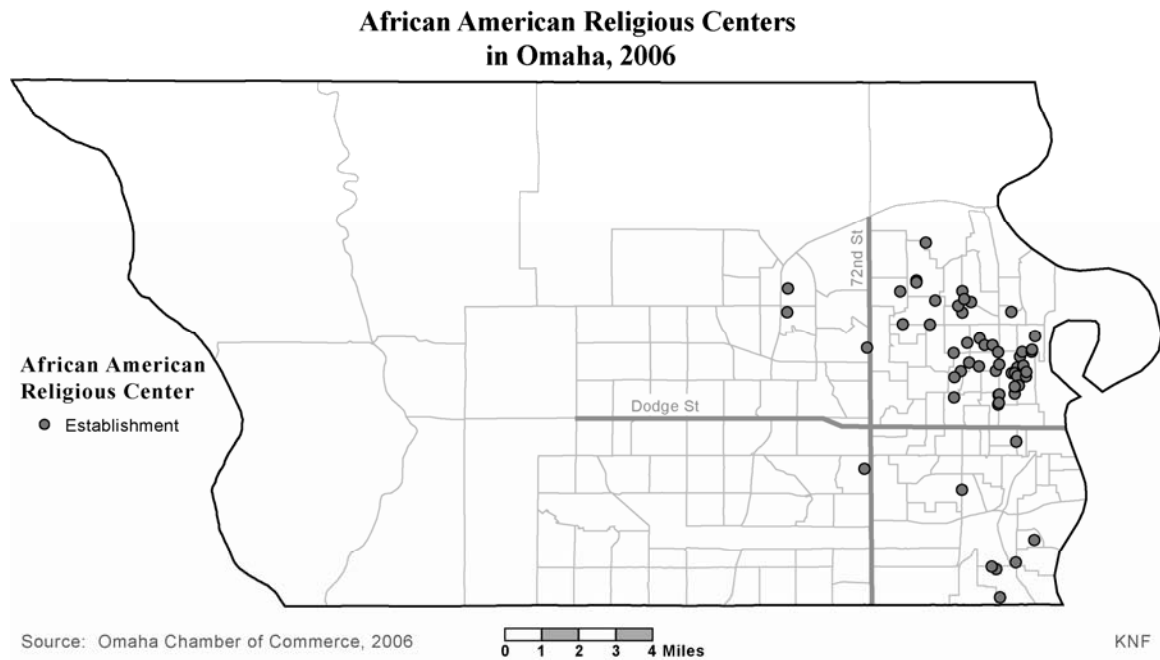 African American Religious Centers
in Omaha, 2006
72nd St
Dodge St
African American
Religious Center
Establishment
Source: Omaha Chamber of Commerce, 2006
0 1 2 3 4 Miles
KNF